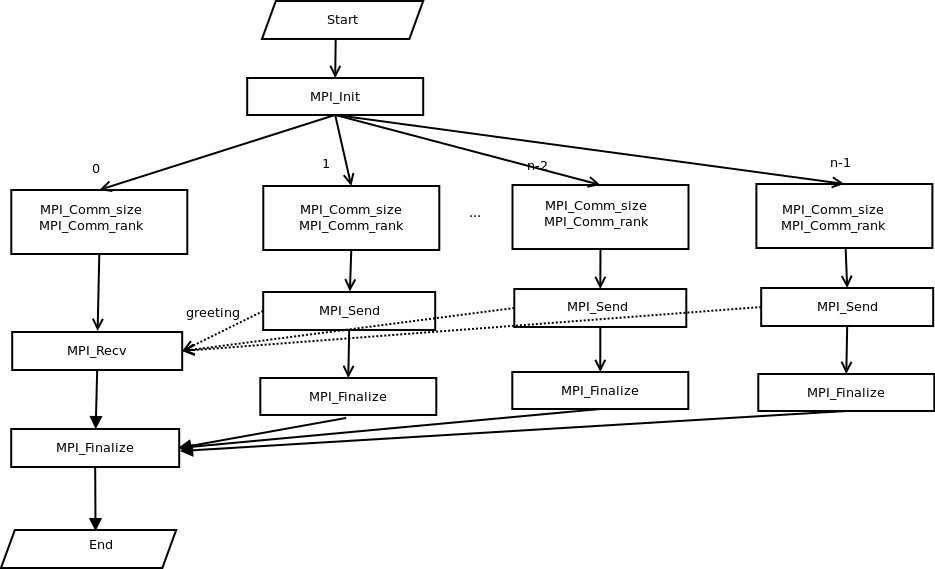 Start
MPI_Init
0
1
n-2
n-1
MPI_Comm_size
MPI_Comm_rank
MPI_Comm_size
MPI_Comm_rank
...
MPI_Comm_size
MPI_Comm_rank
MPI_Comm_size
MPI_Comm_rank
greeting
MPI_Send
MPI_Send
MPI_Send
MPI_Recv
MPI_Finalize
MPI_Finalize
MPI_Finalize
MPI_Finalize
End